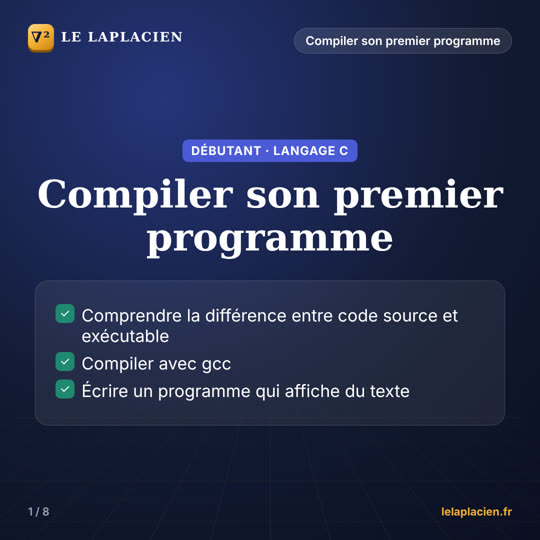 ∇² LE LAPLACIEN
Compiler son premier programme
DÉBUTANT · LANGAGE C
Compiler son premier
programme
Comprendre la différence entre code source et
exécutable
Compiler avec gcc
Écrire un programme qui affiche du texte
1 / 8
lelaplacien.fr